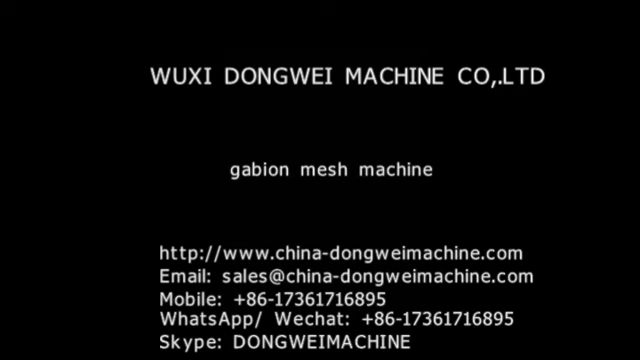 WUXI DONGWEI MACHINE CO,.LTD
gabion mesh machine
http://www.china-dongweimachine.com
Email: sales@china-dongweimachine.com
Mobile: +86-17361716895
WhatsApp/ Wechat: +86-17361716895
Skype: DONGWEIMACHINE